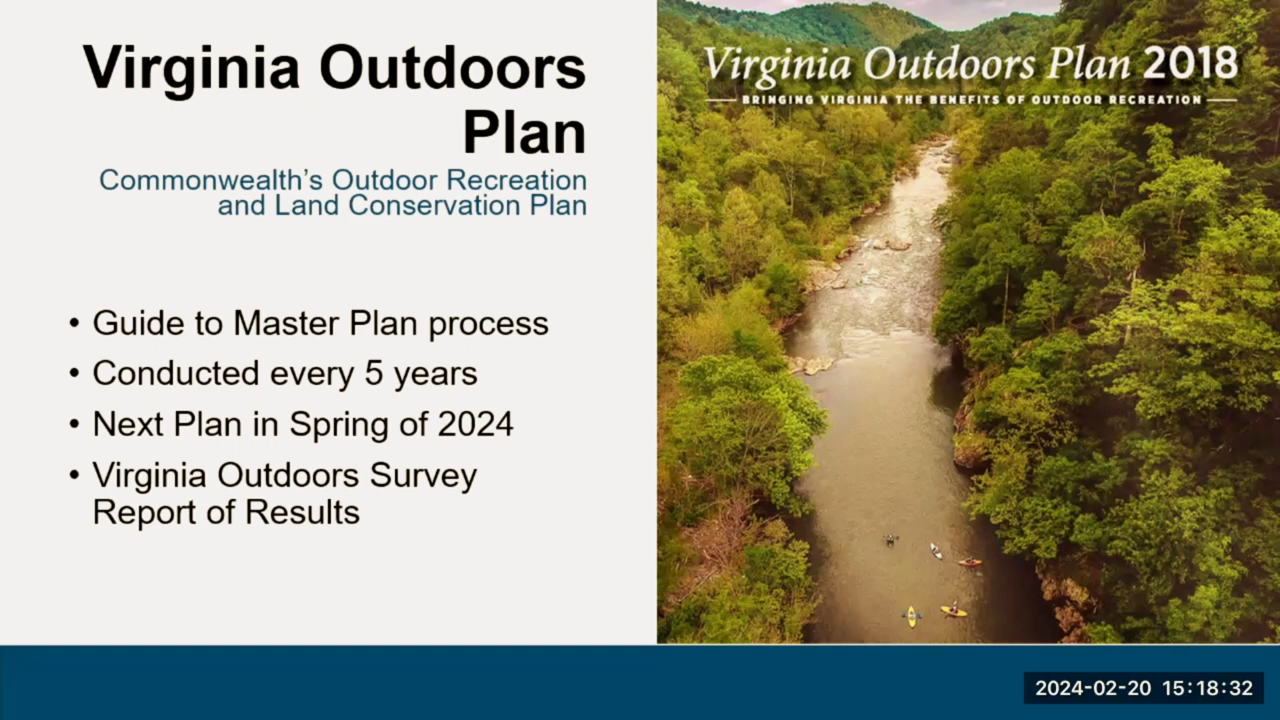 Virginia Outdoors
Plan
Commonwealth's Outdoor Recreation
and Land Conservation Plan
• Guide to Master Plan process
• Conducted every 5 years
• Next Plan in Spring of 2024
• Virginia Outdoors Survey
Report of Results
Virginia Outdoors Plan 2018
BRINGING VIRGINIA THE BENEFITS OF OUTDOOR RECREATION
2024-02-20 15:18:32